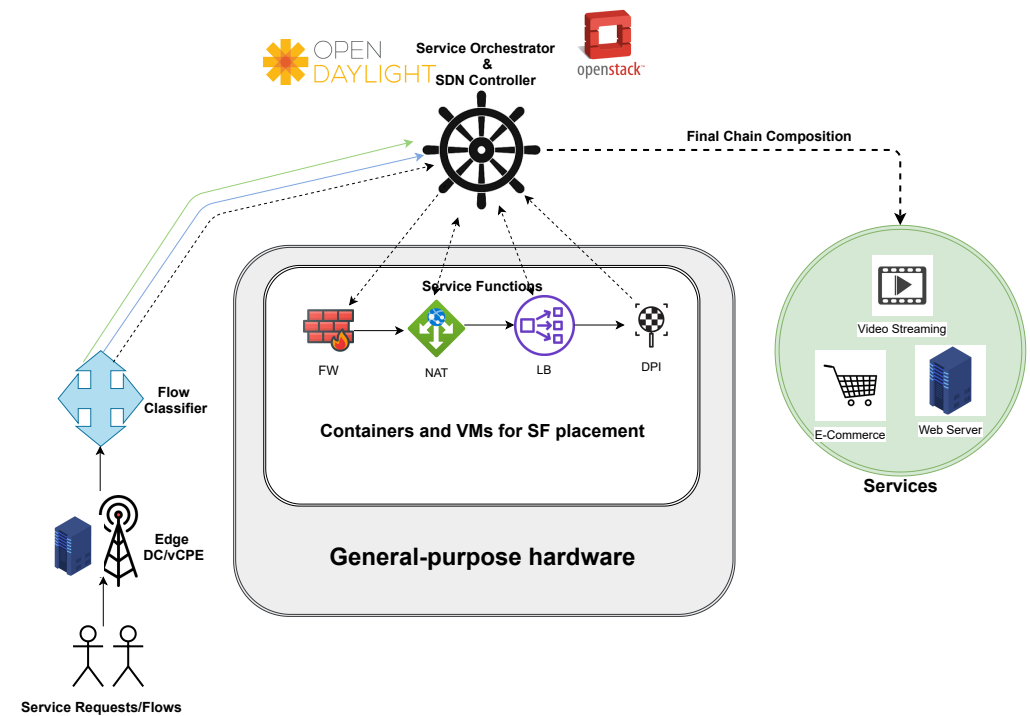 OPEN
DAYLIGHT
Service Orchestrator
&
SDN Controller
openstack
Final Chain Composition
Service Functions
FW
NAT
LB
DPI
Containers and VMs for SF placement
General-purpose hardware
Flow
Classifier
Edge
DC/vCPE
Service Requests/Flows
Video Streaming
E-Commerce
Web Server
Services